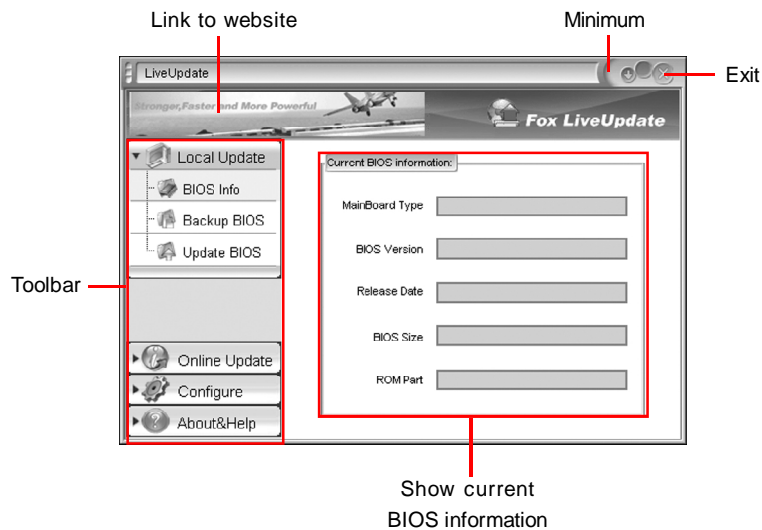 Link to website
Minimum
LiveUpdate
Exit
Stronger,Faster and More Powerful
Fox LiveUpdate
Local Update
BIOS Info
Backup BIOS
Update BIOS
Toolbar
Online Update
Configure
About&Help
Current BIOS information:
MainBoard Type
BIOS Version
Release Date
BIOS Size
ROM Part
Show current
BIOS information